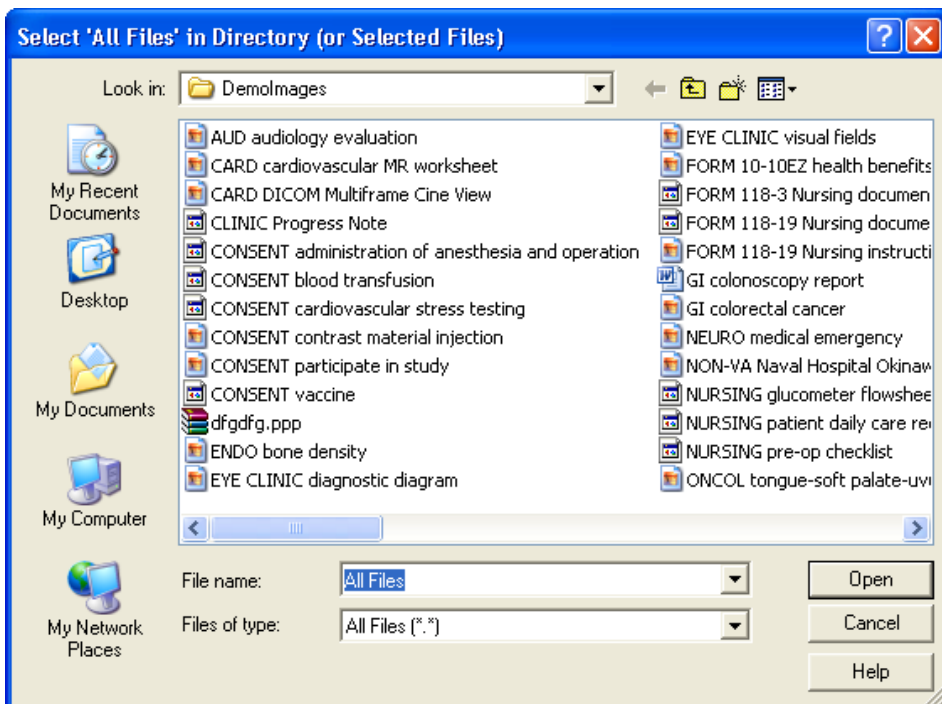 Select 'All Files' in Directory (or Selected Files)
Look in:
DemoImages
My Recent
Documents
Desktop
My Documents
My Computer
My Network
Places
AUD audiology evaluation
CARD cardiovascular MR worksheet
CARD DICOM Multiframe Cine View
CLINIC Progress Note
CONSENT administration of anesthesia and operation
CONSENT blood transfusion
CONSENT cardiovascular stress testing
CONSENT contrast material injection
CONSENT participate in study
CONSENT vaccine
dfgdfg.ppp
ENDO bone density
EYE CLINIC diagnostic diagram
EYE CLINIC visual fields
FORM 10-10EZ health benefits
FORM 118-3 Nursing documen
FORM 118-19 Nursing docume
FORM 118-19 Nursing instructi
GI colonoscopy report
GI colorectal cancer
NEURO medical emergency
NON-VA Naval Hospital Okinaw
NURSING glucometer flowshee
NURSING patient daily care re
NURSING pre-op checklist
ONCOL tongue-soft palate-uv
File name:
All Files
Open
Files of type:
All Files (*.*)
Cancel
Help